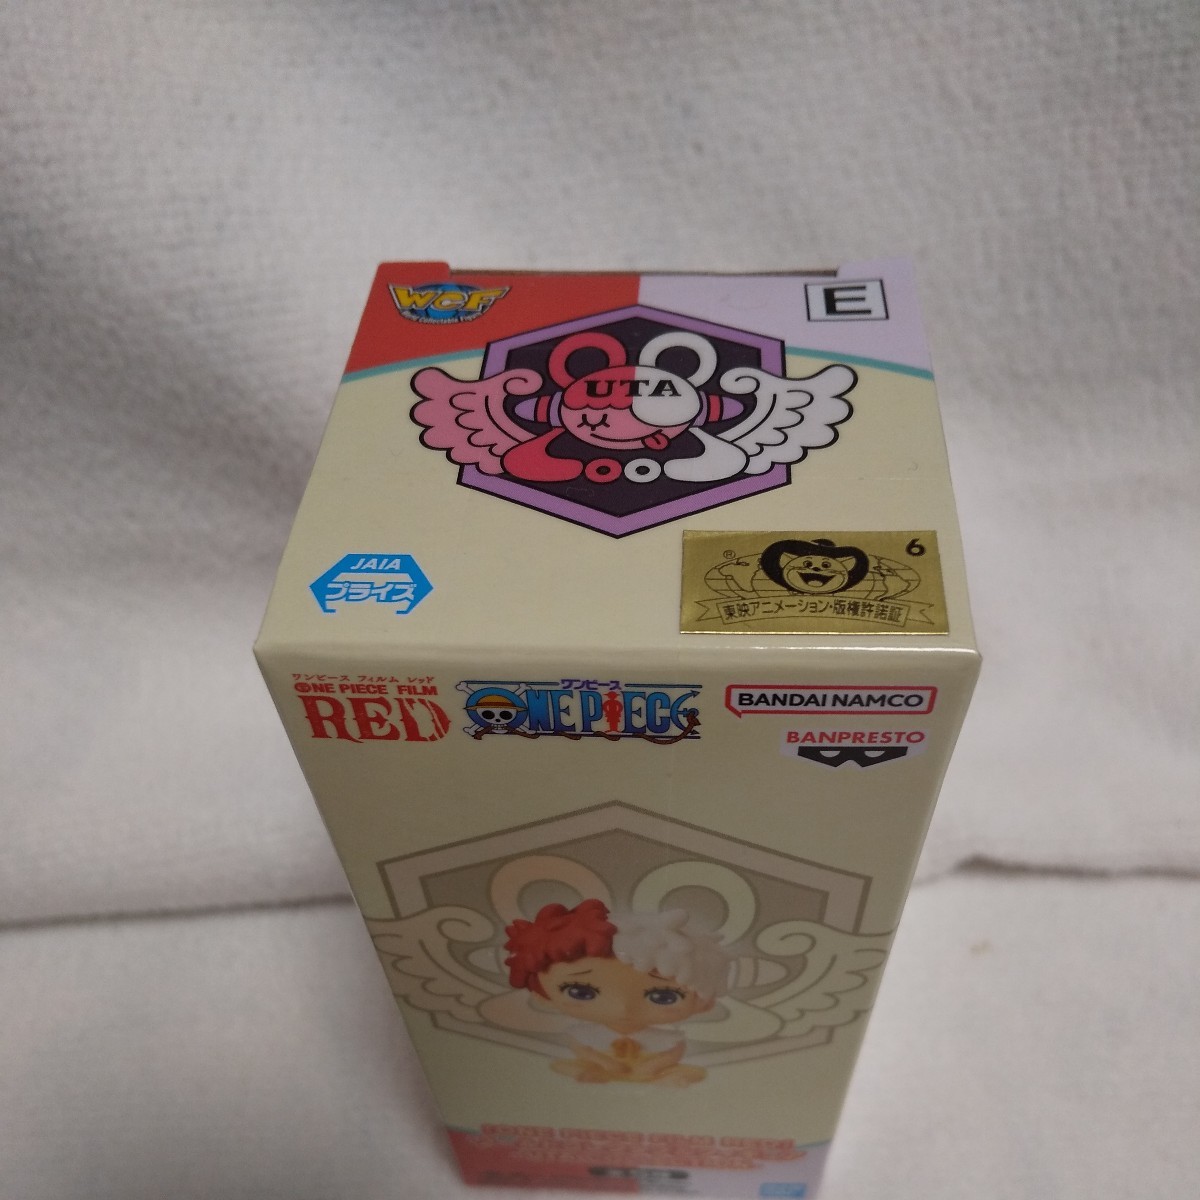 WCF
E
UTA
JAIA
プライズ
® 6
東映アニメーション・版権許諾証
ワンピース フィルム レッド
ONE PIECE FILM
RED
ワンピース
ONE PIECE
BANDAI NAMCO
BANPRESTO